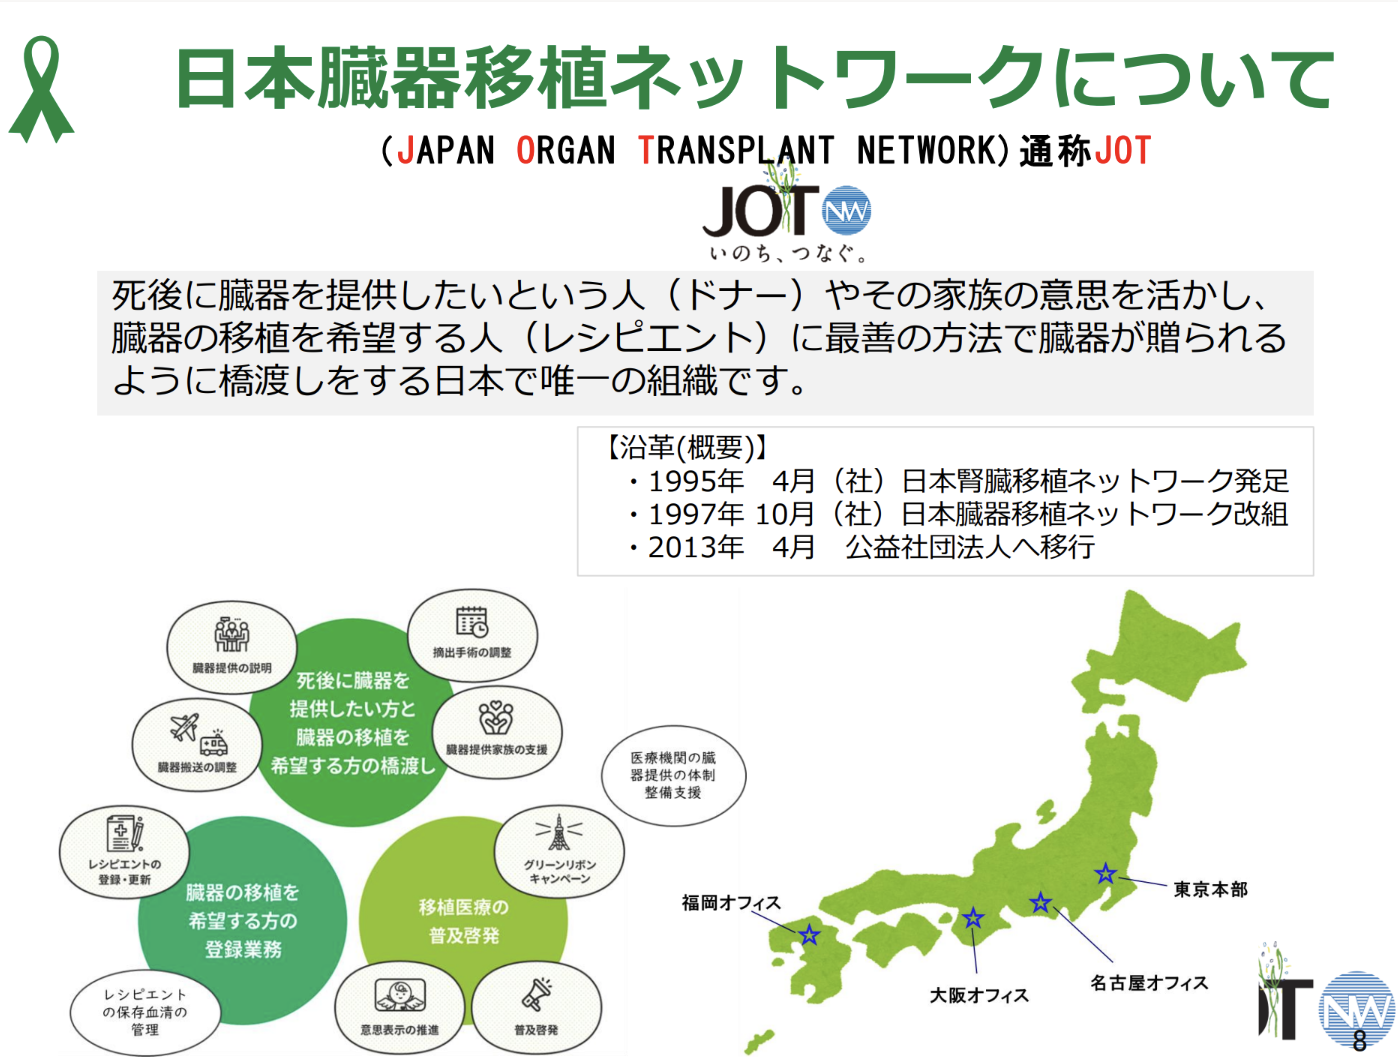 日本臓器移植ネットワークについて
(JAPAN ORGAN TRANSPLANT NETWORK)通称JOT
JOT NW
いのち、つなぐ。
死後に臓器を提供したいという人（ドナー）やその家族の意思を活かし、
臓器の移植を希望する人（レシピエント）に最善の方法で臓器が贈られる
ように橋渡しをする日本で唯一の組織です。
【沿革(概要)】
・1995年　4月（社）日本腎臓移植ネットワーク発足
・1997年 10月（社）日本臓器移植ネットワーク改組
・2013年　4月　公益社団法人へ移行
臓器提供の説明
摘出手術の調整
死後に臓器を
提供したい方と
臓器の移植を
希望する方の橋渡し
臓器搬送の調整
臓器提供家族の支援
医療機関の臓
器提供の体制
整備支援
レシピエントの
登録・更新
臓器の移植を
希望する方の
登録業務
レシピエント
の保存血清の
管理
グリーンリボン
キャンペーン
移植医療の
普及啓発
意思表示の推進
普及啓発
福岡オフィス
大阪オフィス
名古屋オフィス
東京本部
OT NW
8